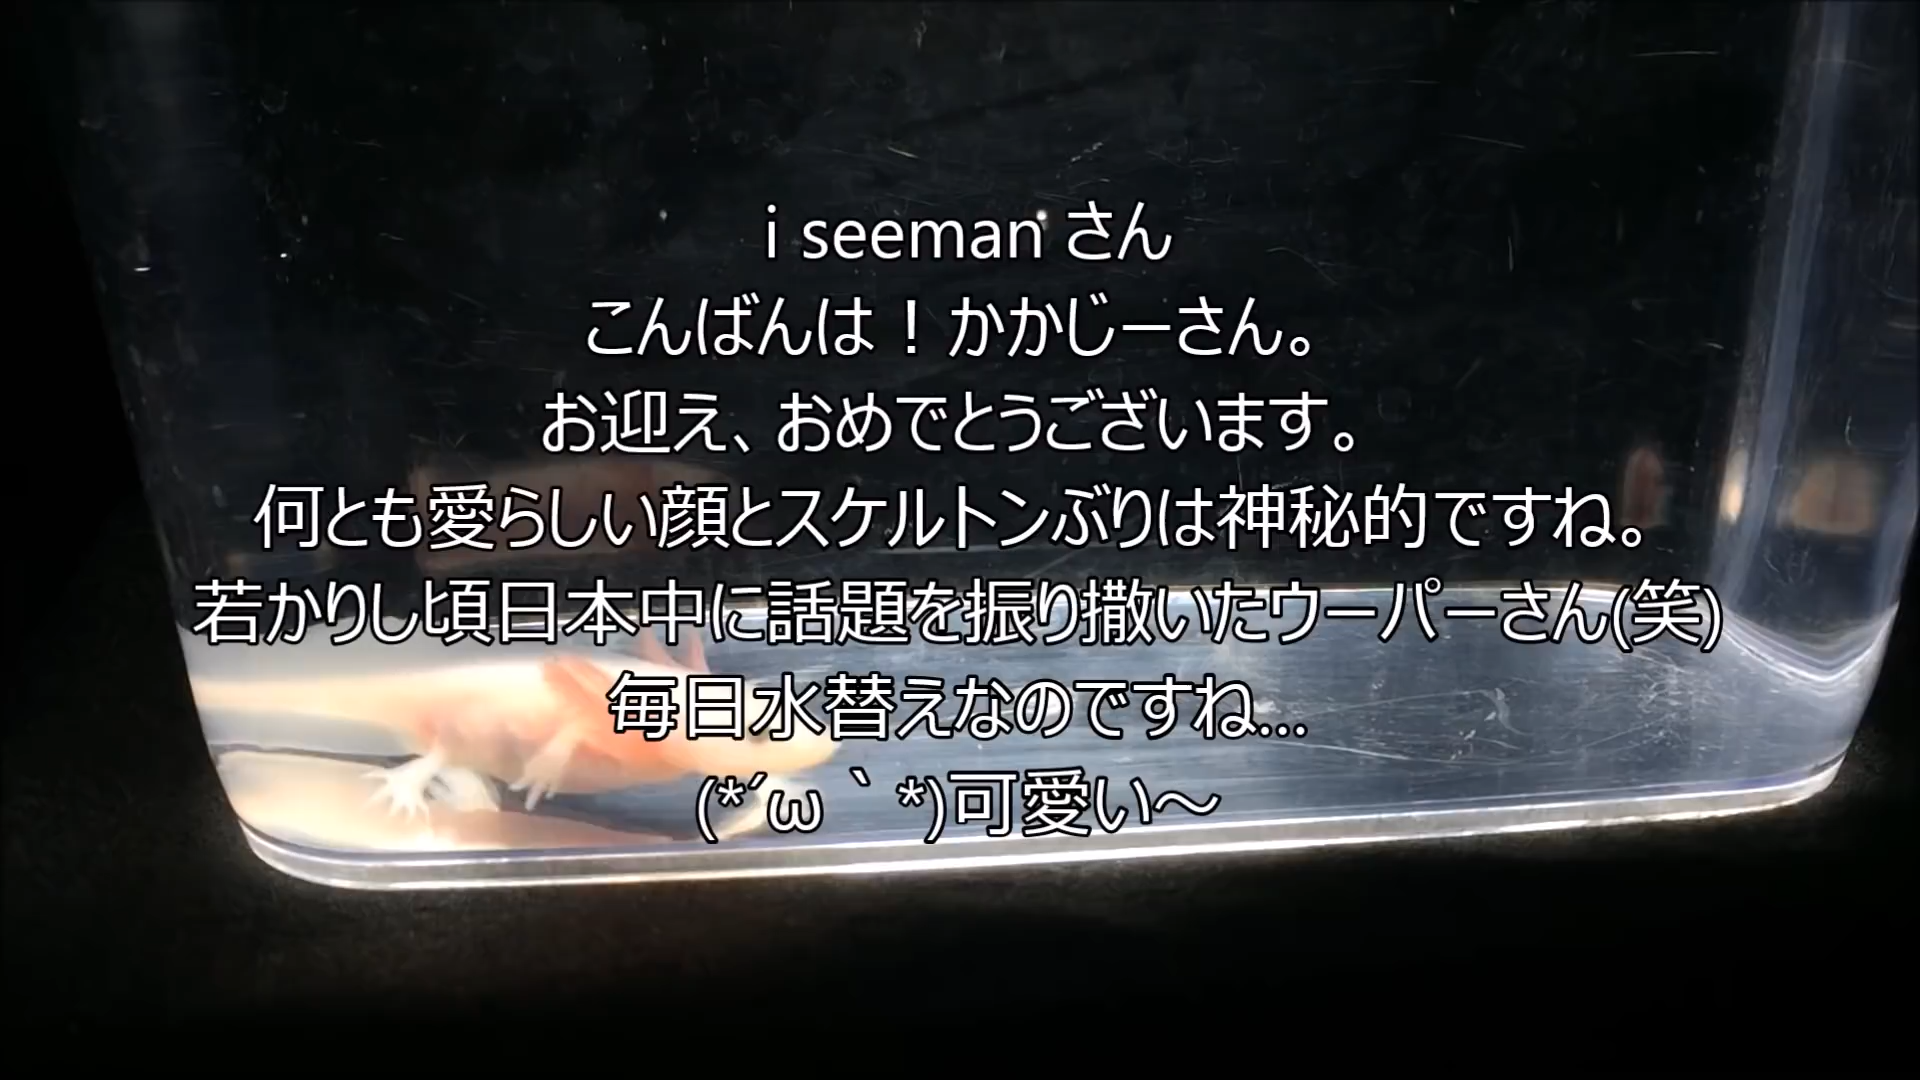 i seeman さん
こんばんは！かかじーさん。
お迎え、おめでとうございます。
何とも愛らしい顔とスケルトンぶりは神秘的ですね。
若かりし頃日本中に話題を振り撒いたウーパーさん(笑)
毎日水替えなのですね...
(*´ω｀*)可愛い～